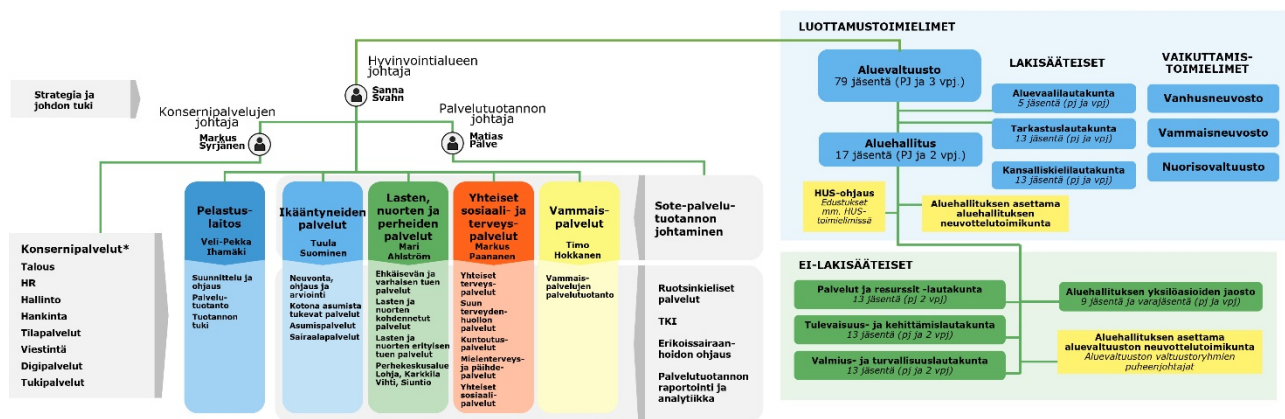 Strategia ja
johdon tuki
Hyvinvointialueen
johtaja
Sanna
Svahn
Konsernipalvelujen
johtaja
Markus
Syrjänen
Palvelutuotannon
johtaja
Matias
Pälve
Konsernipalvelut*
Talous
HR
Hallinto
Hankinta
Tilapalvelut
Viestintä
Digipalvelut
Tukipalvelut
Pelastus-
laitos
Veli-Pekka
Ihamäki
Suunnittelu ja
ohjaus
Palvelu-
tuotanto
Tuotannon
tuki
Ikääntyneiden
palvelut
Tuula
Suominen
Neuvonta,
ohjaus ja
arviointi
Kotona asumista
tukevat palvelut
Asumispalvelut
Sairaalapalvelut
Lasten,
nuorten ja
perheiden
palvelut
Mari
Ahlström
Ehkäisevän ja
varhaisen tuen
palvelut
Lasten ja
nuorten
kohdennetut
palvelut
Lasten ja
nuorten erityisen
tuen palvelut
Perhekeskusalue
Lohja, Karkkila
Vihti, Siuntio
Yhteiset
sosiaali- ja
terveys-
palvelut
Markus
Paananen
Yhteiset
terveys-
palvelut
Suun
terveyden-
huollon
palvelut
Kuntoutus-
palvelut
Mielenterveys-
ja päihde-
palvelut
Yhteiset
sosiaali-
palvelut
Vammais-
palvelut
Timo
Hokkanen
Vammais-
palvelujen
palvelutuotanto
Sote-palvelu-
tuotannon
johtaminen
Ruotsinkieliset
palvelut
TKI
Erikoissairaan-
hoidon ohjaus
Palvelutuotannon
raportointi ja
analytiikka
LUOTTAMUSTOIMIELIMET
Aluevaltuusto
79 jäsentä (PJ ja 3 vpj.)
Aluehallitus
17 jäsentä (PJ ja 2 vpj.)
HUS-ohjaus
Edustukset
mm. HUS-
toimielimissä
LAKISÄÄTEISET
Aluevaalilautakunta
5 jäsentä (pj ja vpj)
Tarkastuslautakunta
13 jäsentä (pj ja vpj)
Kansalliskielilautakunta
13 jäsentä (pj ja vpj)
Aluehallituksen asettama
aluehallituksen
neuvottelutoimikunta
VAIKUTTAMIS-
TOIMIELIMET
Vanhusneuvosto
Vammaisneuvosto
Nuorisovaltuusto
EI-LAKISÄÄTEISET
Palvelut ja resurssit -lautakunta
13 jäsentä (pj 2 vpj)
Tulevaisuus- ja kehittämislautakunta
13 jäsentä (pj ja 2 vpj)
Valmius- ja turvallisuuslautakunta
13 jäsentä (pj ja 2 vpj)
Aluehallituksen yksilöasioiden jaosto
9 jäsentä ja varajäsentä (pj ja vpj)
Aluehallituksen asettama
aluevaltuuston neuvottelutoimikunta
Aluevaltuuston valtuustoryhmien
puheenjohtajat